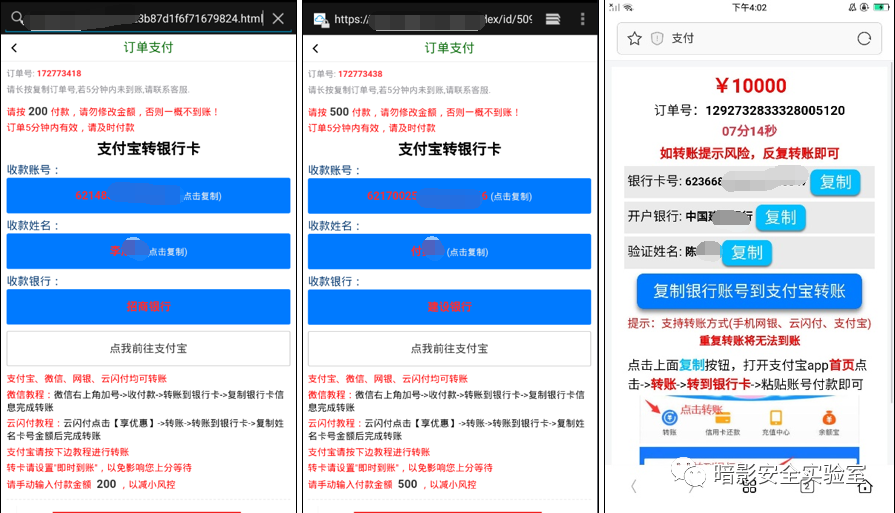 3b87d1f6f71679824.html
订单支付
订单号: 172773418
请长按复制订单号,若5分钟内未到账,请联系客服.
请按 200 付款，请勿修改金额，否则一概不到账！
订单5分钟内有效，请及时付款
支付宝转银行卡
收款账号：
点击复制)
收款姓名：
点击复制)
收款银行：
点我前往支付宝
支付宝、微信、网银、云闪付均可转账
微信教程：微信右上角加号->收付款->转账到银行卡->复制银行卡信
息完成转账
云闪付教程：云闪付点击【享优惠】->转账->转账到银行卡->复制姓
名卡号金额后完成转账
支付宝请按下边教程进行转账
转卡请设置"即时到账"，以免影响您上分等待
请手动输入付款金额 200 ，以减小风控
https:/
dex/id/509
订单支付
订单号: 172773438
请长按复制订单号,若5分钟内未到账,请联系客服.
请按 500 付款，请勿修改金额，否则一概不到账！
订单5分钟内有效，请及时付款
支付宝转银行卡
收款账号：
(点击复制)
收款姓名：
(点击复制)
收款银行：
建设银行
点我前往支付宝
支付宝、微信、网银、云闪付均可转账
微信教程：微信右上角加号->收付款->转账到银行卡->复制银行卡信
息完成转账
云闪付教程：云闪付点击【享优惠】->转账->转账到银行卡->复制姓
名卡号金额后完成转账
支付宝请按下边教程进行转账
转卡请设置"即时到账"，以免影响您上分等待
请手动输入付款金额 500 ，以减小风控
下午4:02
支付
￥10000
订单号：1292732833328005120
07分14秒
如转账提示风险，反复转账即可
银行卡号: 623668 复制
开户银行: 中国建 行 复制
验证姓名: 陈 复制
复制银行账号到支付宝转账
提示：支持转账方式(手机网银、云闪付、支付宝)
重复转账将无法到账
点击上面复制按钮，打开支付宝app首页点
击->转账->转到银行卡->粘贴账号付款即可
点击转账
转账 信用卡还款 充值中心 余额宝
暗影安全实验室